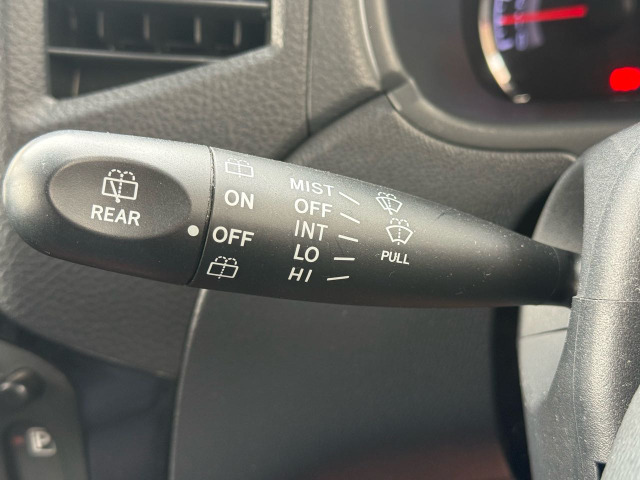 REAR
ON
OFF
MIST
OFF
INT
LO
HI
PULL
P